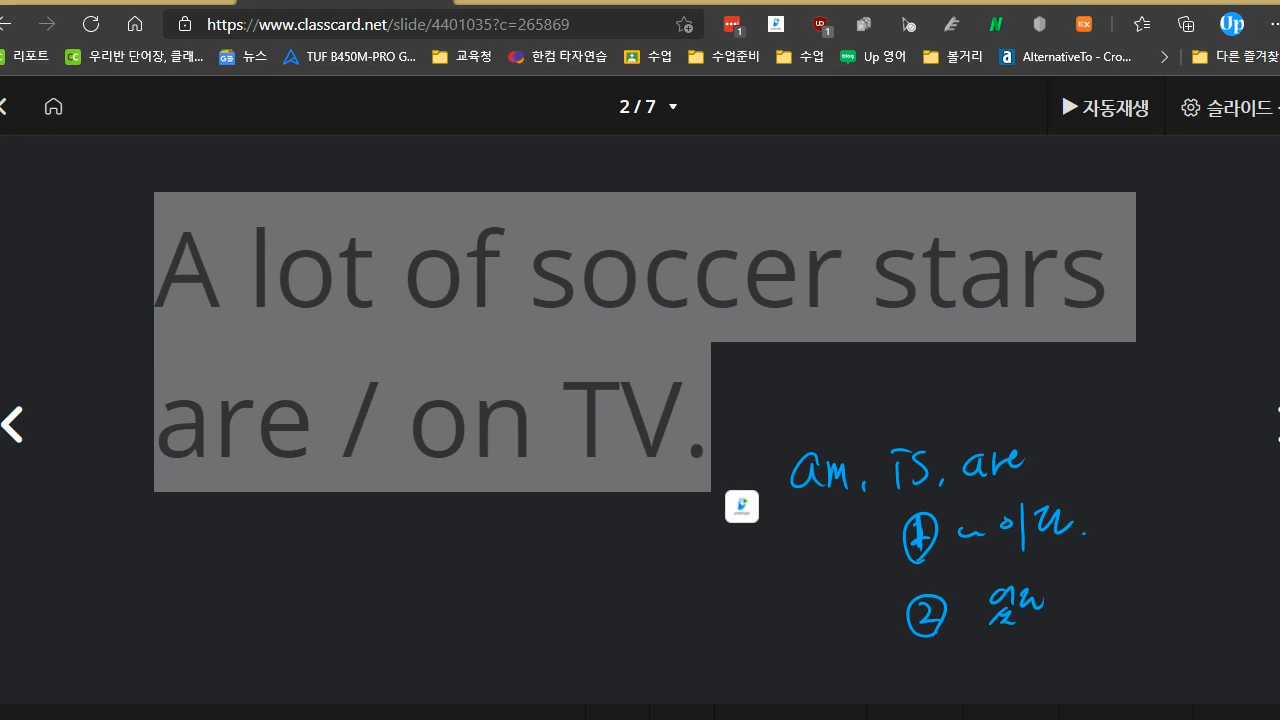 https://www.classcard.net/slide/4401035?c=265869
리포트 우리반 단어장, 클래... 뉴스 TUF B450M-PRO G... 교육청 한컴 타자연습 수업 수업준비 수업 Up 영어 볼거리 AlternativeTo - Cro... 다른 즐겨찾
2 / 7 자동재생 슬라이드
A lot of soccer stars
are / on TV.
am, is, are
① ~이다.
② 있다